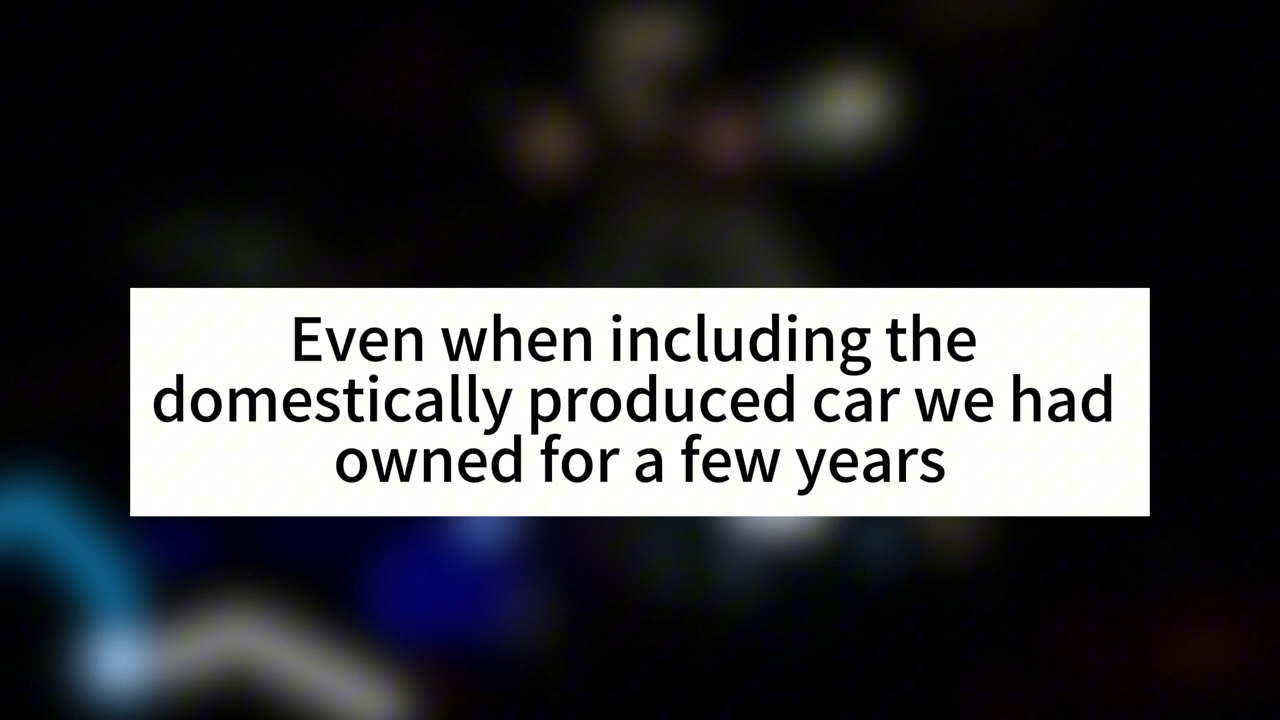 Even when including the
domestically produced car we had
owned for a few years